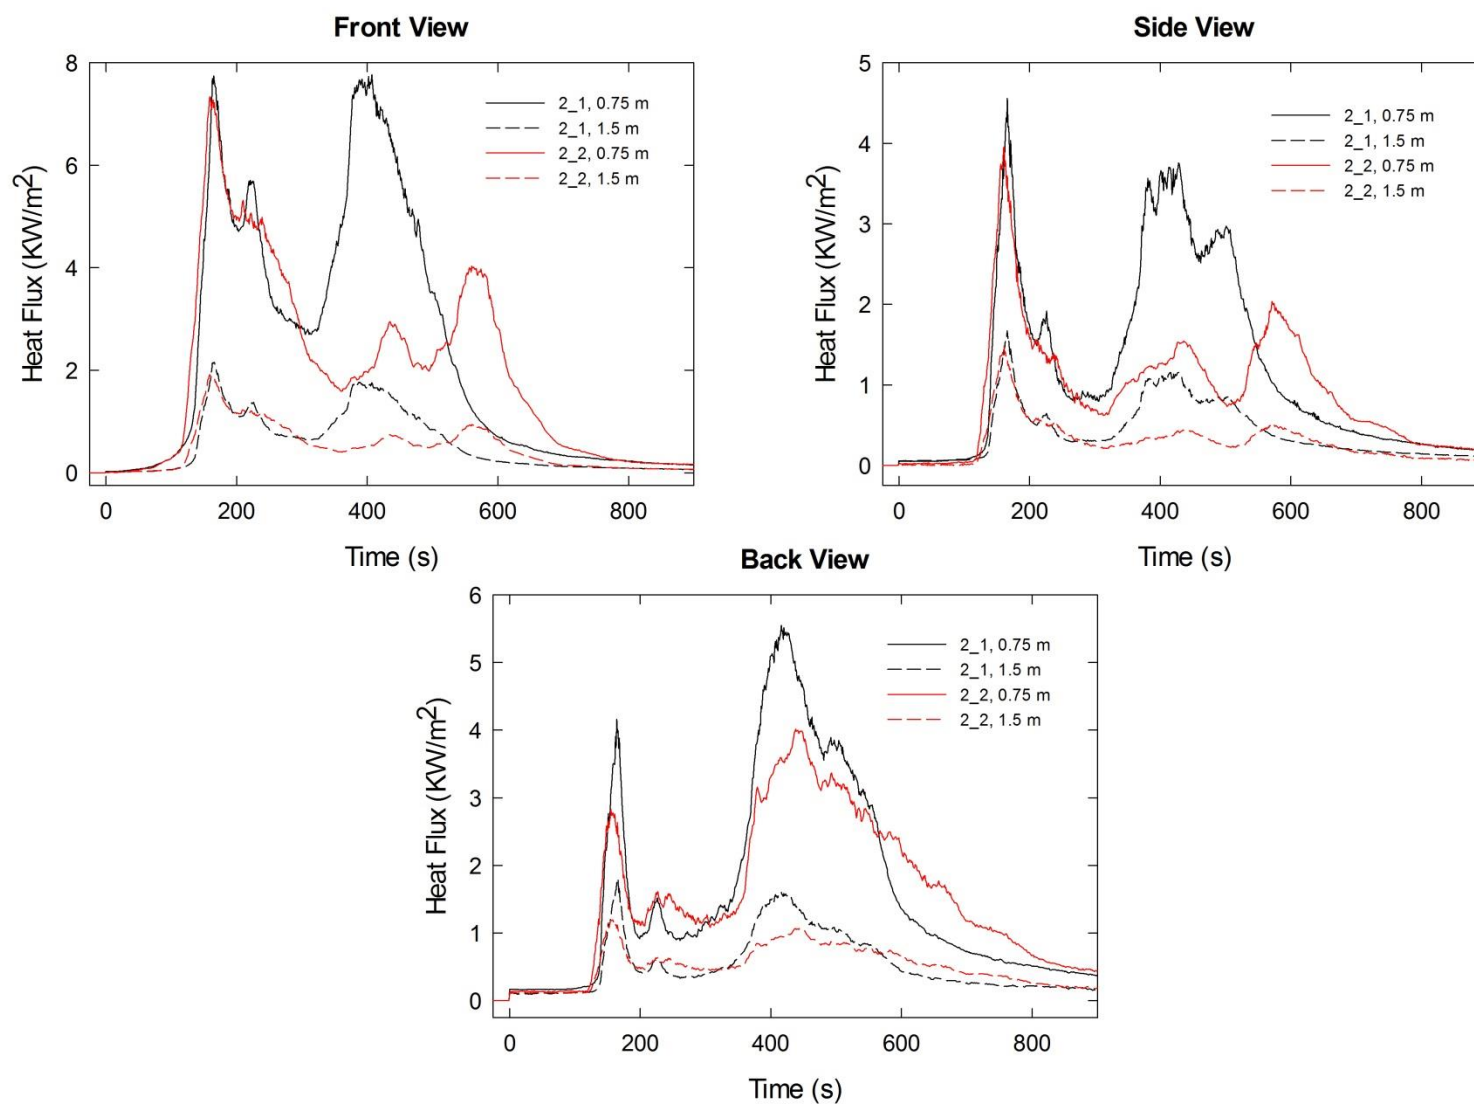 Front View
8
6
4
2
0
Heat Flux (KW/m2)
2_1, 0.75 m
2_1, 1.5 m
2_2, 0.75 m
2_2, 1.5 m
0 200 400 600 800
Time (s)
Side View
5
4
3
2
1
0
Heat Flux (KW/m2)
2_1, 0.75 m
2_1, 1.5 m
2_2, 0.75 m
2_2, 1.5 m
0 200 400 600 800
Time (s)
Back View
6
5
4
3
2
1
0
Heat Flux (KW/m2)
2_1, 0.75 m
2_1, 1.5 m
2_2, 0.75 m
2_2, 1.5 m
0 200 400 600 800
Time (s)